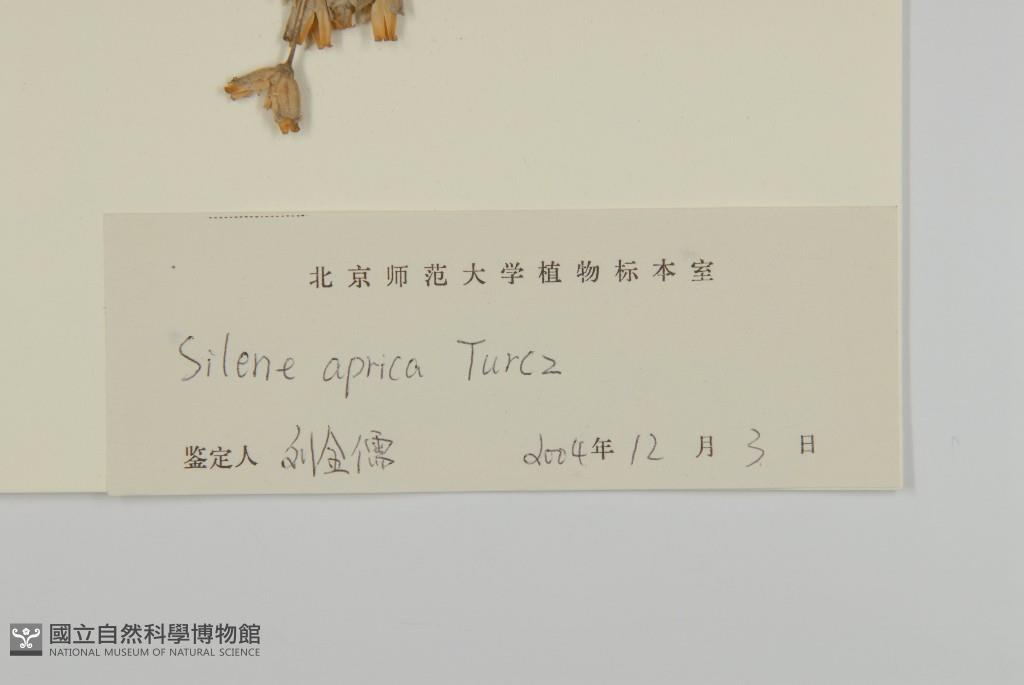 北京师范大学植物标本室
Silene aprica Turcz
鉴定人 刘全儒 2004年 12 月 3 日
國立自然科學博物館
NATIONAL MUSEUM OF NATURAL SCIENCE